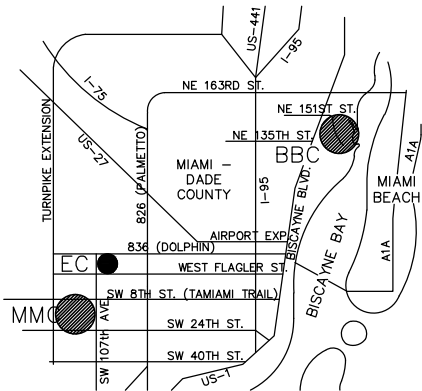 US-441
I-95
I-75
NE 163RD ST.
NE 151ST ST.
NE 135TH ST.
BBC
TURNPIKE EXTENSION
US-27
826 (PALMETTO)
MIAMI –
DADE
COUNTY
I-95
BISCAYNE BLVD.
A1A
MIAMI
BEACH
BISCAYNE BAY
A1A
AIRPORT EXP.
836 (DOLPHIN)
EC
WEST FLAGLER ST.
SW 8TH ST. (TAMIAMI TRAIL)
MMC
SW 107th AVE.
SW 24TH ST.
SW 40TH ST.
US-1